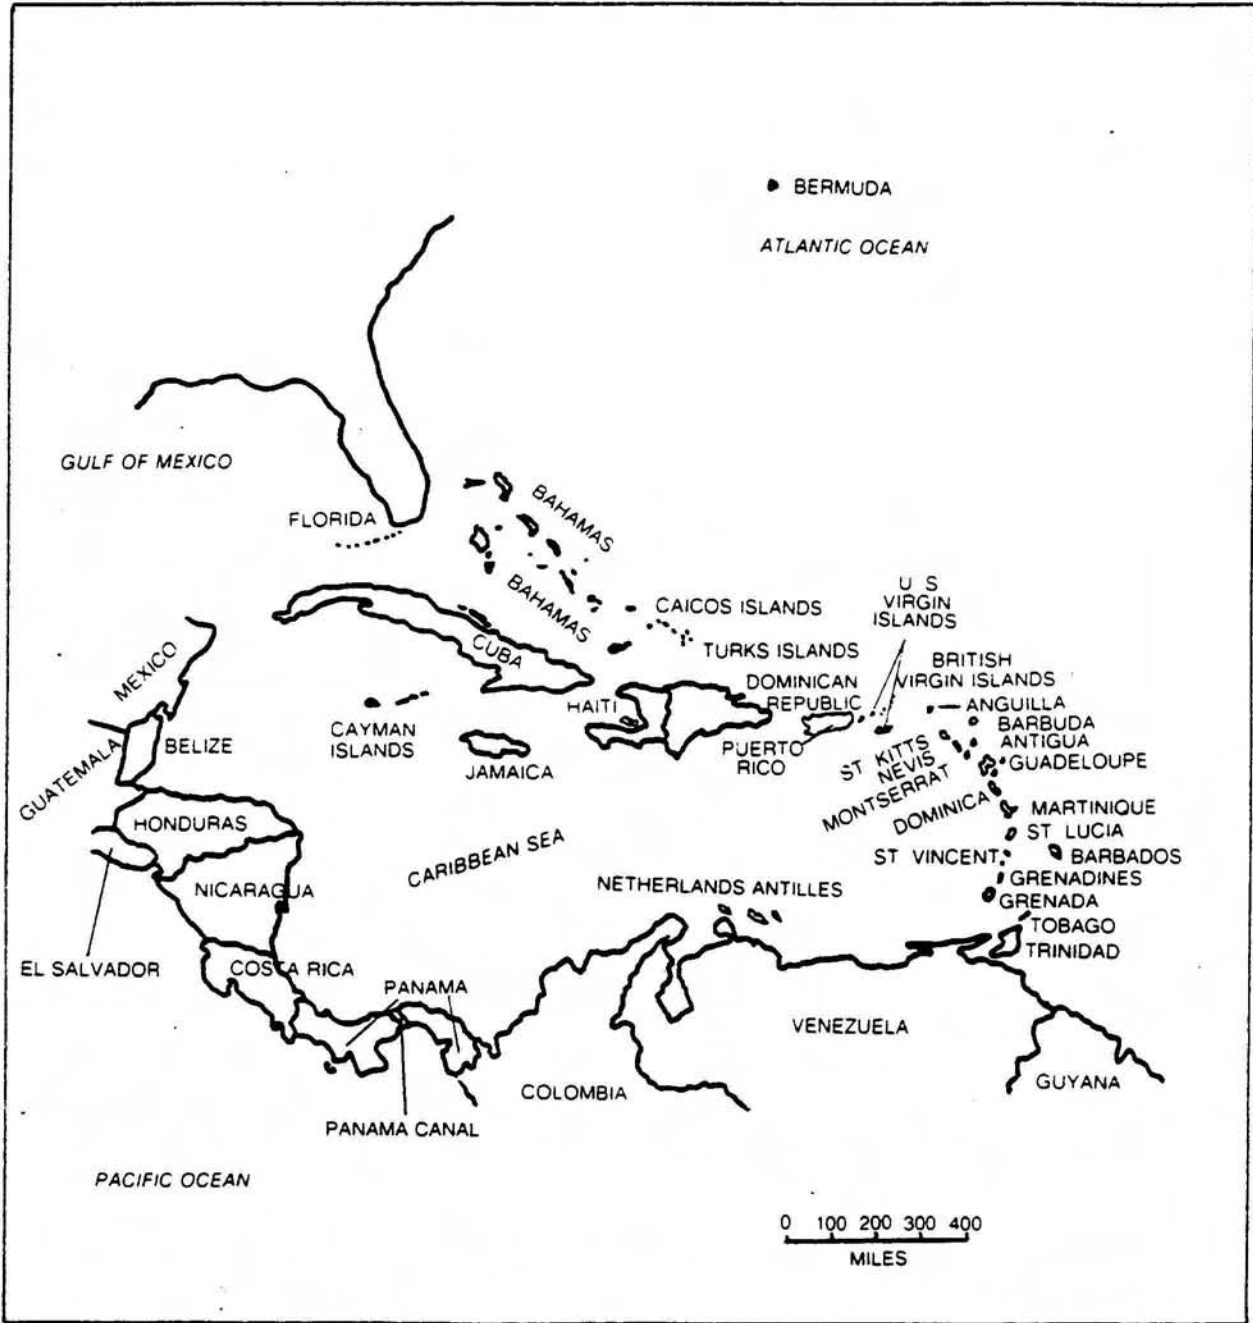 BERMUDA
ATLANTIC OCEAN
GULF OF MEXICO
FLORIDA
BAHAMAS
BAHAMAS
CAICOS ISLANDS
TURKS ISLANDS
U S
VIRGIN
ISLANDS
BRITISH
VIRGIN ISLANDS
CUBA
MEXICO
DOMINICAN
REPUBLIC
HAITI
PUERTO
RICO
ANGUILLA
BARBUDA
ANTIGUA
GUADELOUPE
ST KITTS
NEVIS
MONTSERRAT
DOMINICA
MARTINIQUE
ST LUCIA
BARBADOS
ST VINCENT
GRENADINES
GRENADA
TOBAGO
TRINIDAD
CAYMAN
ISLANDS
JAMAICA
BELIZE
GUATEMALA
HONDURAS
CARIBBEAN SEA
NICARAGUA
NETHERLANDS ANTILLES
EL SALVADOR
COSTA RICA
PANAMA
VENEZUELA
COLOMBIA
GUYANA
PANAMA CANAL
PACIFIC OCEAN
0 100 200 300 400
MILES